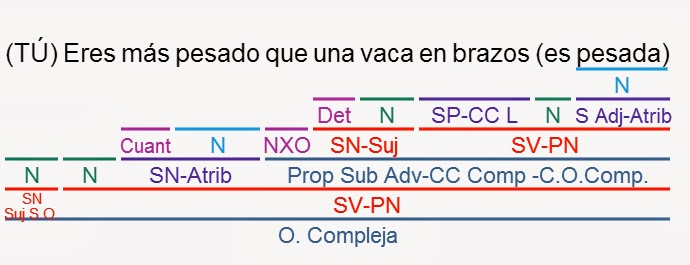 (TÚ) Eres más pesado que una vaca en brazos (es pesada)
N
Det N SP-CC L N S Adj-Atrib
Cuant N NXO SN-Suj SV-PN
N N SN-Atrib Prop Sub Adv-CC Comp -C.O.Comp.
SN
Suj S.O. SV-PN
O. Compleja